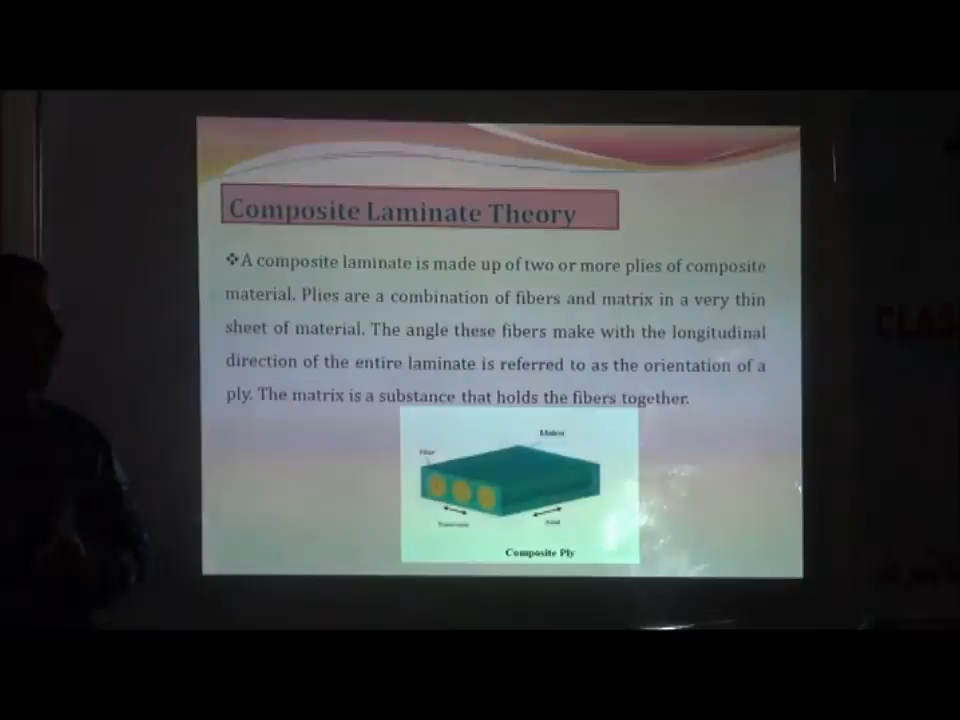 Composite Laminate Theory
❖A composite laminate is made up of two or more plies of composite
material. Plies are a combination of fibers and matrix in a very thin
sheet of material. The angle these fibers make with the longitudinal
direction of the entire laminate is referred to as the orientation of a
ply. The matrix is a substance that holds the fibers together.
Matrix
Fiber
Transverse
Axial
Composite Ply
CLAS